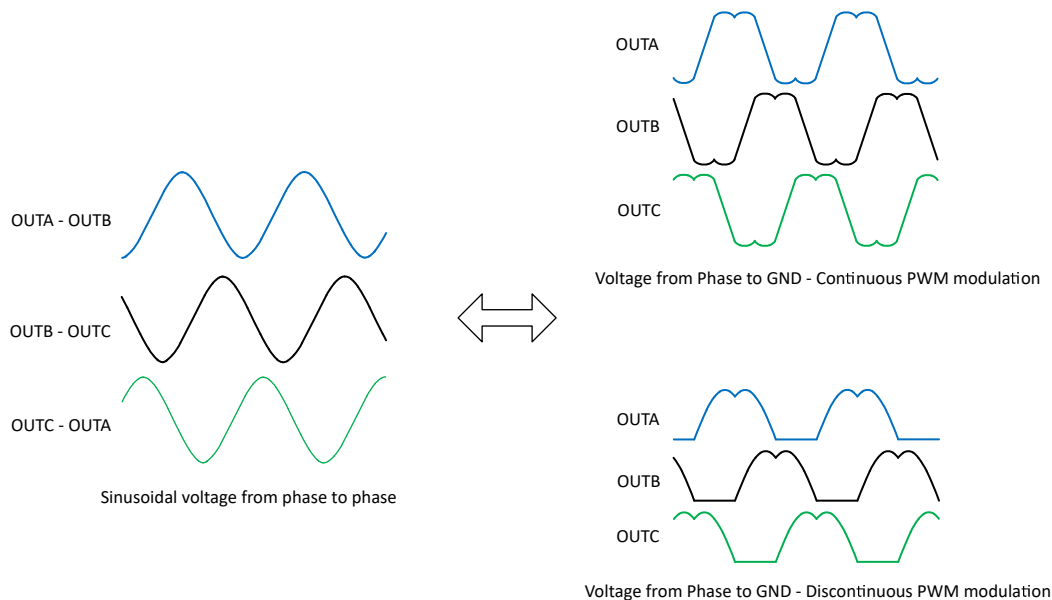 OUTA - OUTB
OUTB - OUTC
OUTC - OUTA
Sinusoidal voltage from phase to phase
OUTA
OUTB
OUTC
Voltage from Phase to GND - Continuous PWM modulation
OUTA
OUTB
OUTC
Voltage from Phase to GND - Discontinuous PWM modulation